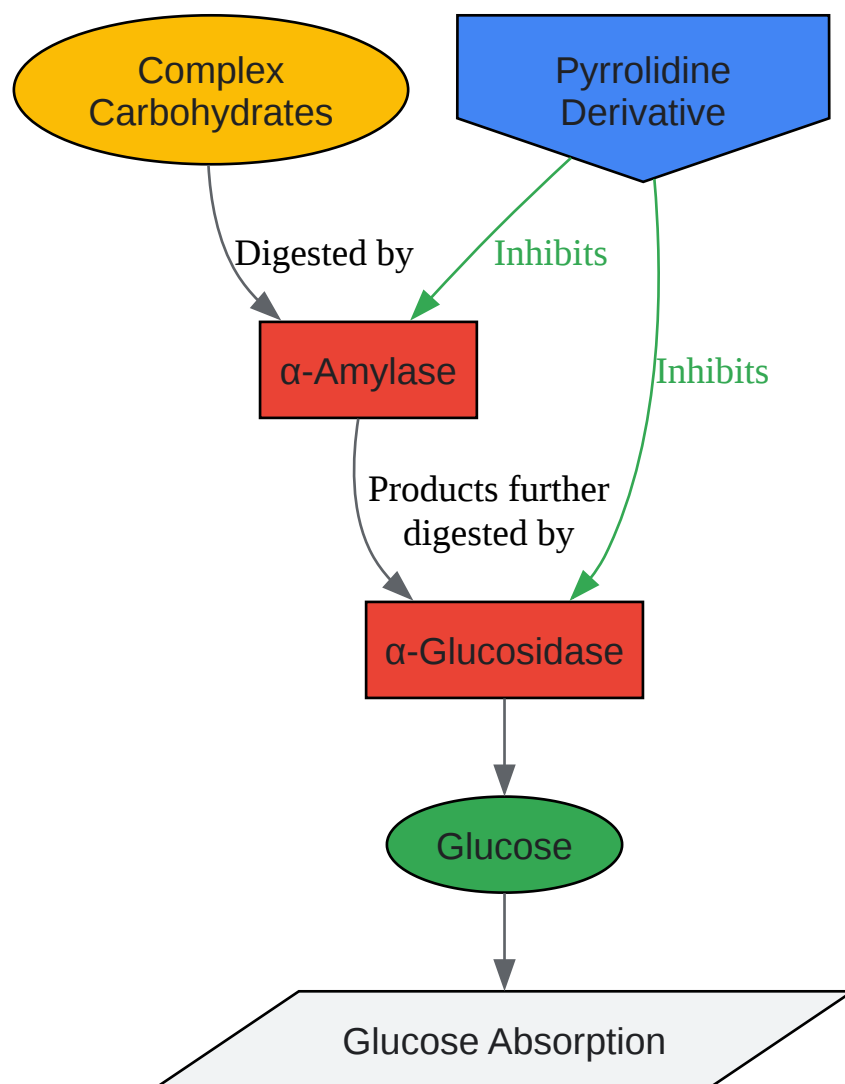 Complex
Carbohydrates
Pyrrolidine
Derivative
Digested by
Inhibits
α-Amylase
Inhibits
Products further
digested by
α-Glucosidase
Glucose
Glucose Absorption